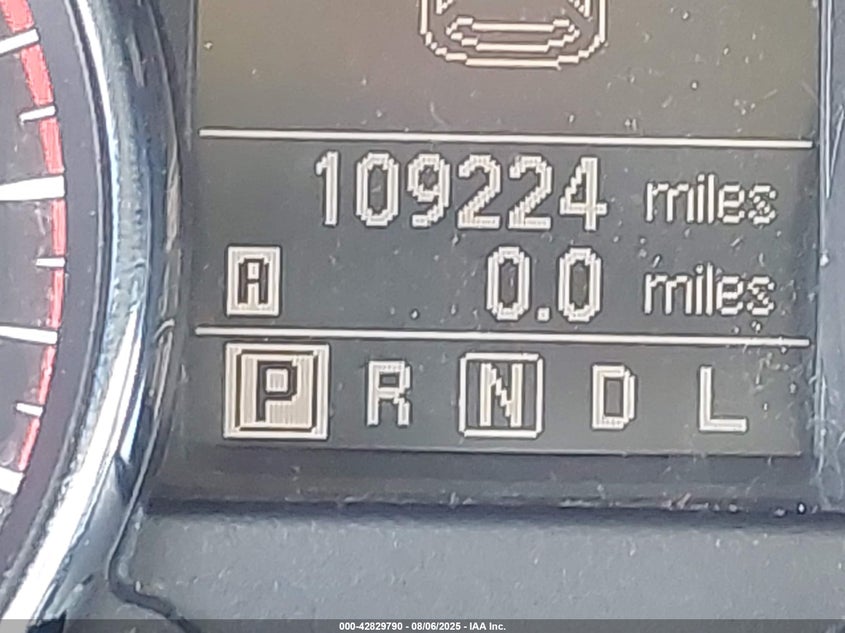 109224 miles
A 0.0 miles
P R N D L
000-42829790 - 08/06/2025 - IAA Inc.